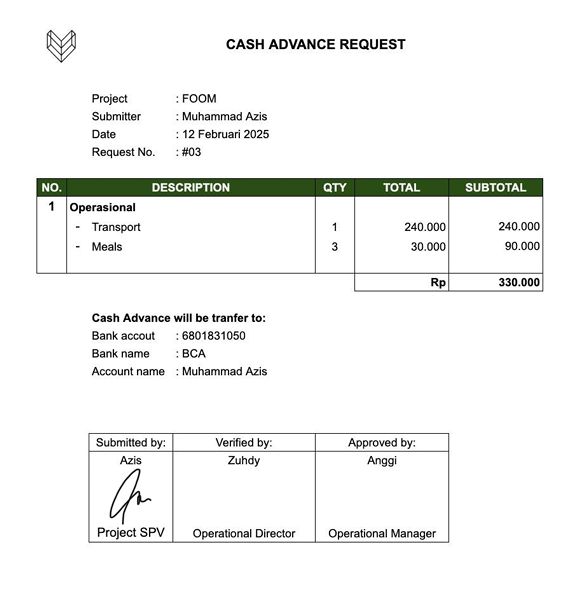 CASH ADVANCE REQUEST
Project : FOOM
Submitter : Muhammad Azis
Date : 12 Februari 2025
Request No. : #03
NO. DESCRIPTION QTY TOTAL SUBTOTAL
1 Operasional
- Transport 1 240.000 240.000
- Meals 3 30.000 90.000
Rp 330.000
Cash Advance will be tranfer to:
Bank accout : 6801831050
Bank name : BCA
Account name : Muhammad Azis
Submitted by: Verified by: Approved by:
Azis Zuhdy Anggi
Project SPV Operational Director Operational Manager